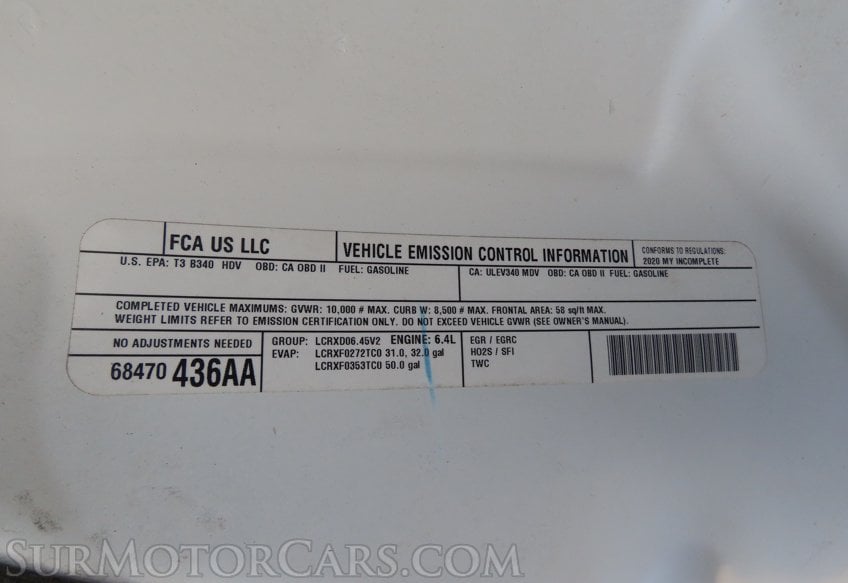 FCA US LLC
VEHICLE EMISSION CONTROL INFORMATION
CONFORMS TO REGULATIONS:
2020 MY INCOMPLETE
U.S. EPA: T3 B340 HDV OBD: CA OBD II FUEL: GASOLINE
CA: ULEV340 MDV OBD: CA OBD II FUEL: GASOLINE
COMPLETED VEHICLE MAXIMUMS: GVWR: 10,000 # MAX. CURB W: 8,500 # MAX. FRONTAL AREA: 58 sq/ft MAX.
WEIGHT LIMITS REFER TO EMISSION CERTIFICATION ONLY. DO NOT EXCEED VEHICLE GVWR (SEE OWNER'S MANUAL).
NO ADJUSTMENTS NEEDED
68470 436AA
GROUP: LCRXD06.45V2 ENGINE: 6.4L
EVAP: LCRXF0272TC0 31.0, 32.0 gal
LCRXF0353TC0 50.0 gal
EGR / EGRC
HO2S / SFI
TWC
SURMOTORCARS.COM